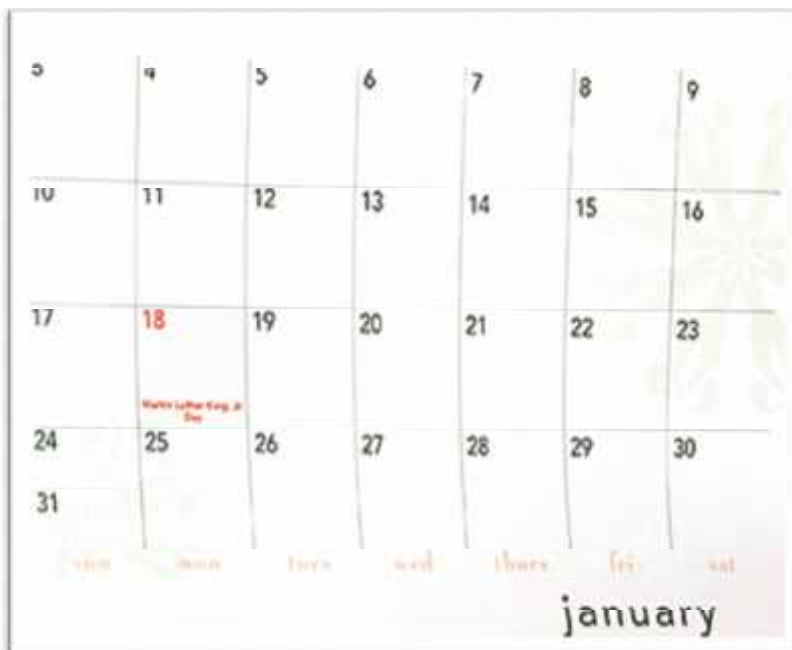 3 4 5 6 7 8 9
10 11 12 13 14 15 16
17 18 19 20 21 22 23
Martin Luther King, Jr
Day
24 25 26 27 28 29 30
31
sun mon tues wed thurs fri sat
january